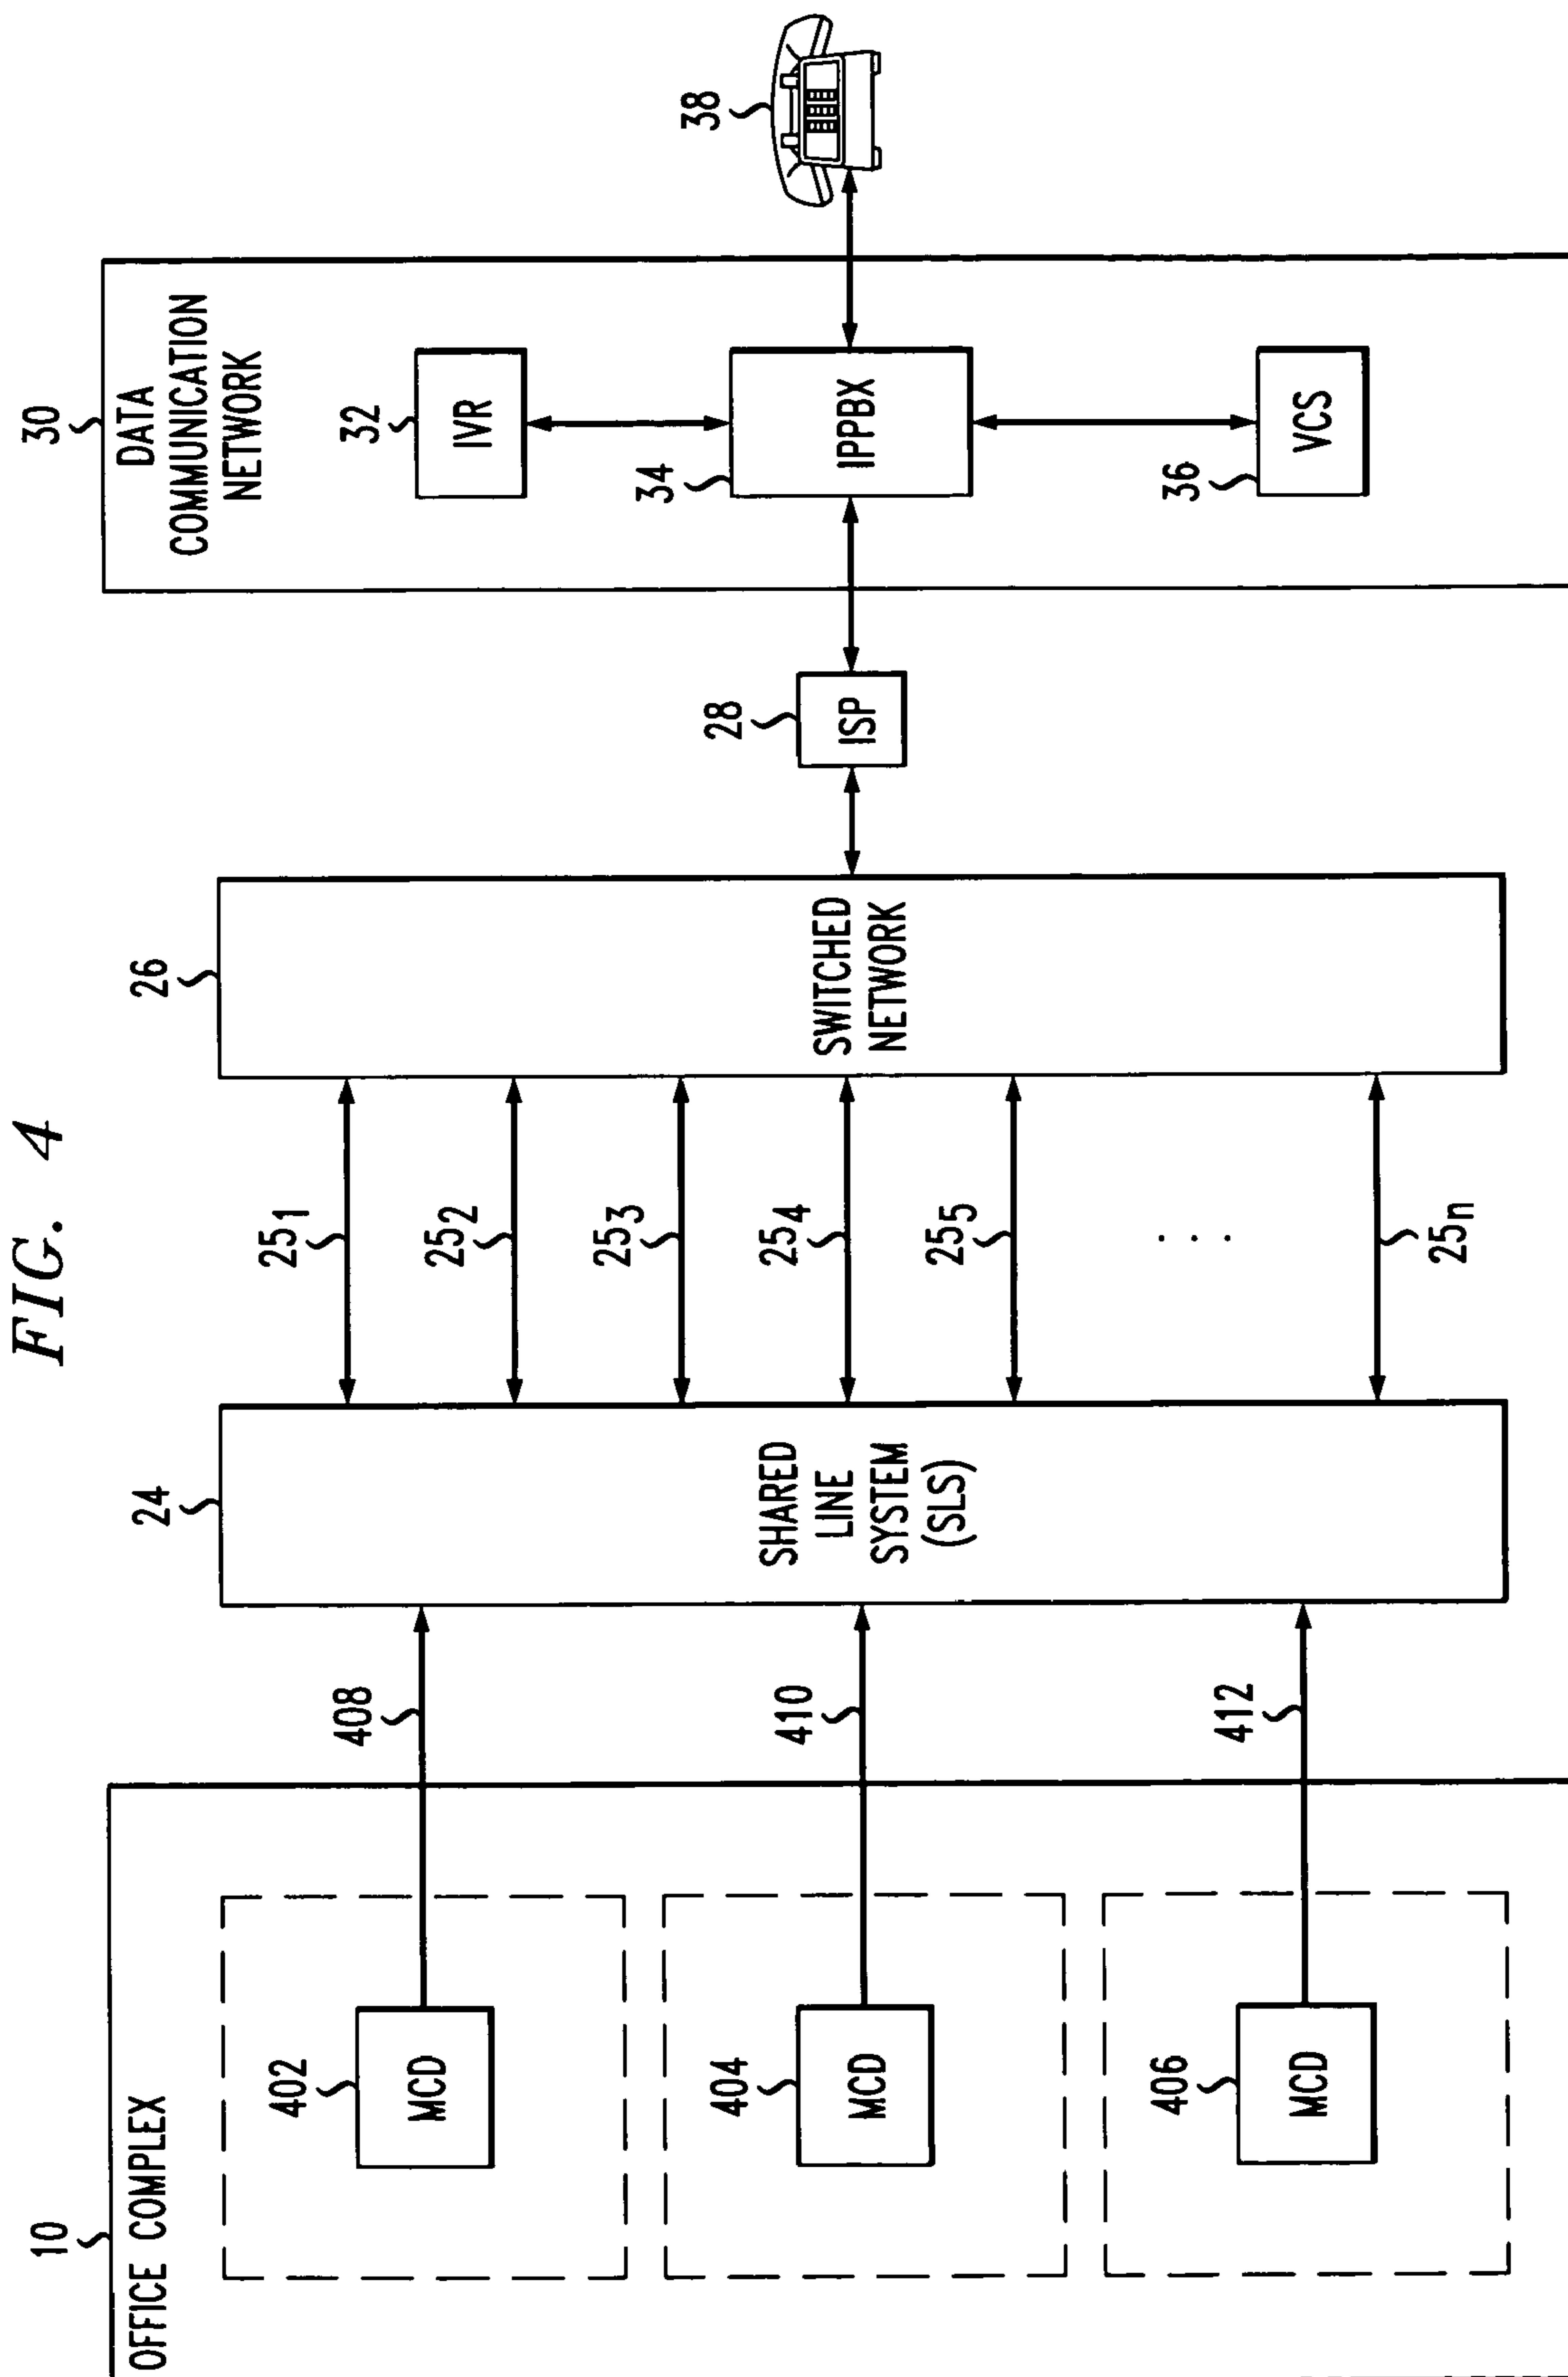 FIG. 4
10
OFFICE COMPLEX
402
MCD
404
MCD
406
MCD
408
410
412
24
SHARED
LINE
SYSTEM
(SLS)
25₁
25₂
25₃
25₄
25₅
. . .
25ₙ
26
SWITCHED
NETWORK
28
ISP
30
DATA
COMMUNICATION
NETWORK
32
IVR
34
IPPBX
36
VCS
38